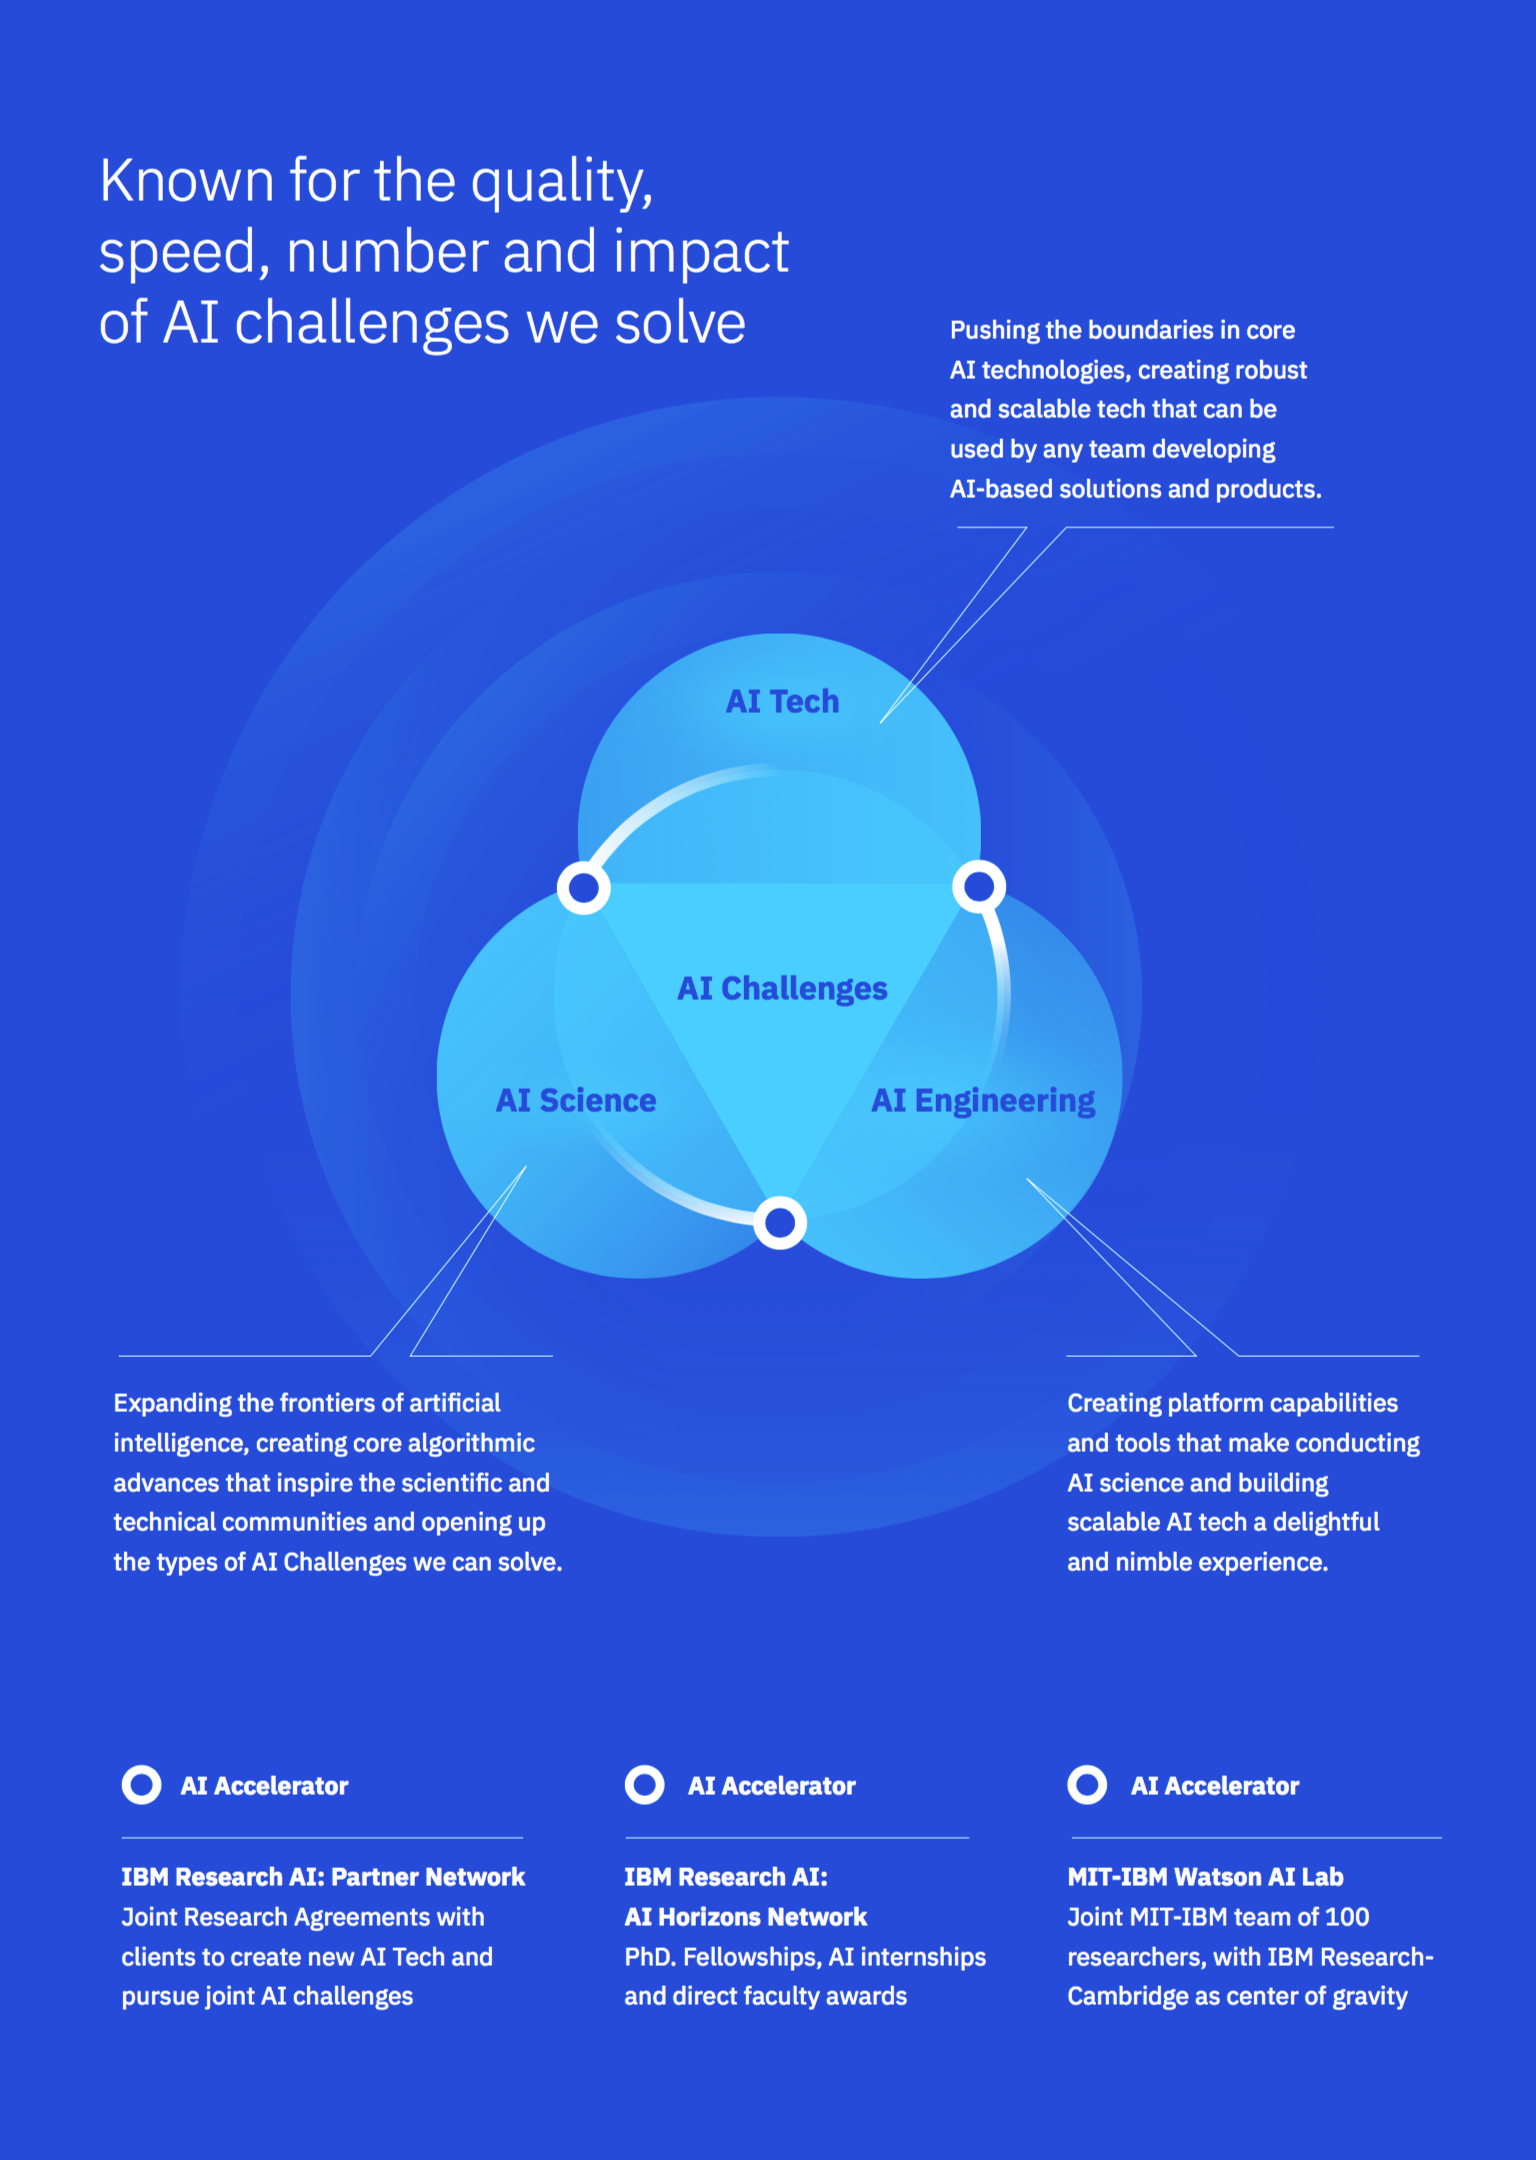 Known for the quality,
speed, number and impact
of AI challenges we solve
Pushing the boundaries in core
AI technologies, creating robust
and scalable tech that can be
used by any team developing
AI-based solutions and products.
AI Tech
AI Challenges
AI Science
AI Engineering
Expanding the frontiers of artificial
intelligence, creating core algorithmic
advances that inspire the scientific and
technical communities and opening up
the types of AI Challenges we can solve.
Creating platform capabilities
and tools that make conducting
AI science and building
scalable AI tech a delightful
and nimble experience.
AI Accelerator
IBM Research AI: Partner Network
Joint Research Agreements with
clients to create new AI Tech and
pursue joint AI challenges
AI Accelerator
IBM Research AI:
AI Horizons Network
PhD. Fellowships, AI internships
and direct faculty awards
AI Accelerator
MIT-IBM Watson AI Lab
Joint MIT-IBM team of 100
researchers, with IBM Research-
Cambridge as center of gravity